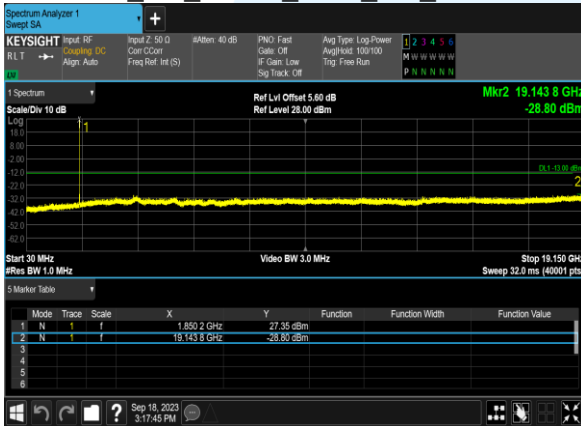 Spectrum Analyzer 1
Swept SA
KEYSIGHT Input: RF Input Z: 50 Ω #Atten: 40 dB PNO: Fast Avg Type: Log-Power 1 2 3 4 5 6
RLT Coupling: DC Corr CCorr Gate: Off Avg|Hold: 100/100 M W W W W W
Align: Auto Freq Ref: Int (S) IF Gain: Low Trig: Free Run
Sig Track: Off P N N N N N
1 Spectrum
Ref Lvl Offset 5.60 dB Mkr2 19.143 8 GHz
Scale/Div 10 dB Ref Level 28.00 dBm -28.80 dBm
Log
1
18.0
8.00
-2.00
DL1 -13.00 dBm
-12.0
2
-22.0
-32.0
-42.0
-52.0
-62.0
Start 30 MHz Video BW 3.0 MHz Stop 19.150 GHz
#Res BW 1.0 MHz Sweep 32.0 ms (40001 pts)
5 Marker Table
Mode Trace Scale X Y Function Function Width Function Value
1 N 1 f 1.850 2 GHz 27.35 dBm
2 N 1 f 19.143 8 GHz -28.80 dBm
3
4
5
6
? Sep 18, 2023
3:17:45 PM